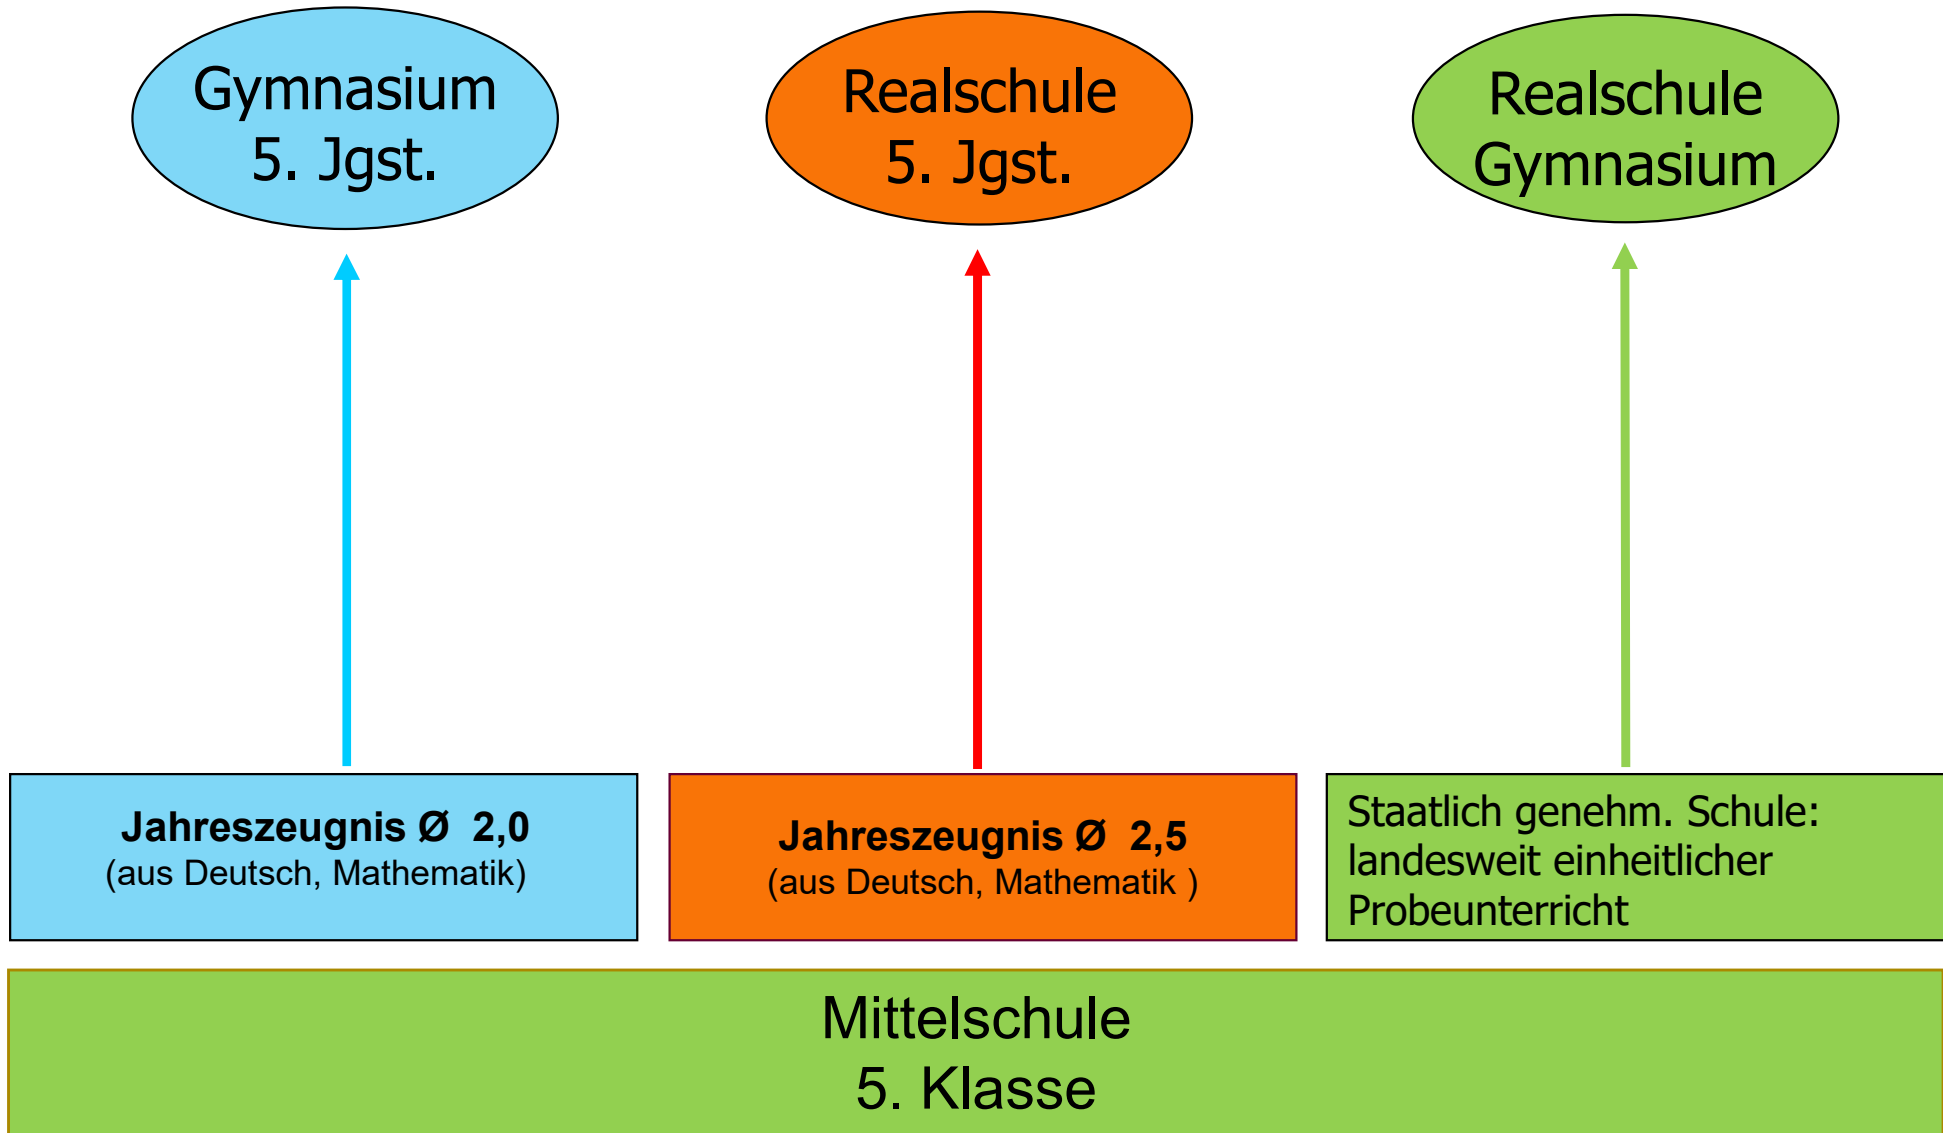 Gymnasium
5. Jgst.
Realschule
5. Jgst.
Realschule
Gymnasium
Jahreszeugnis Ø 2,0
(aus Deutsch, Mathematik)
Jahreszeugnis Ø 2,5
(aus Deutsch, Mathematik )
Staatlich genehm. Schule:
landesweit einheitlicher
Probeunterricht
Mittelschule
5. Klasse